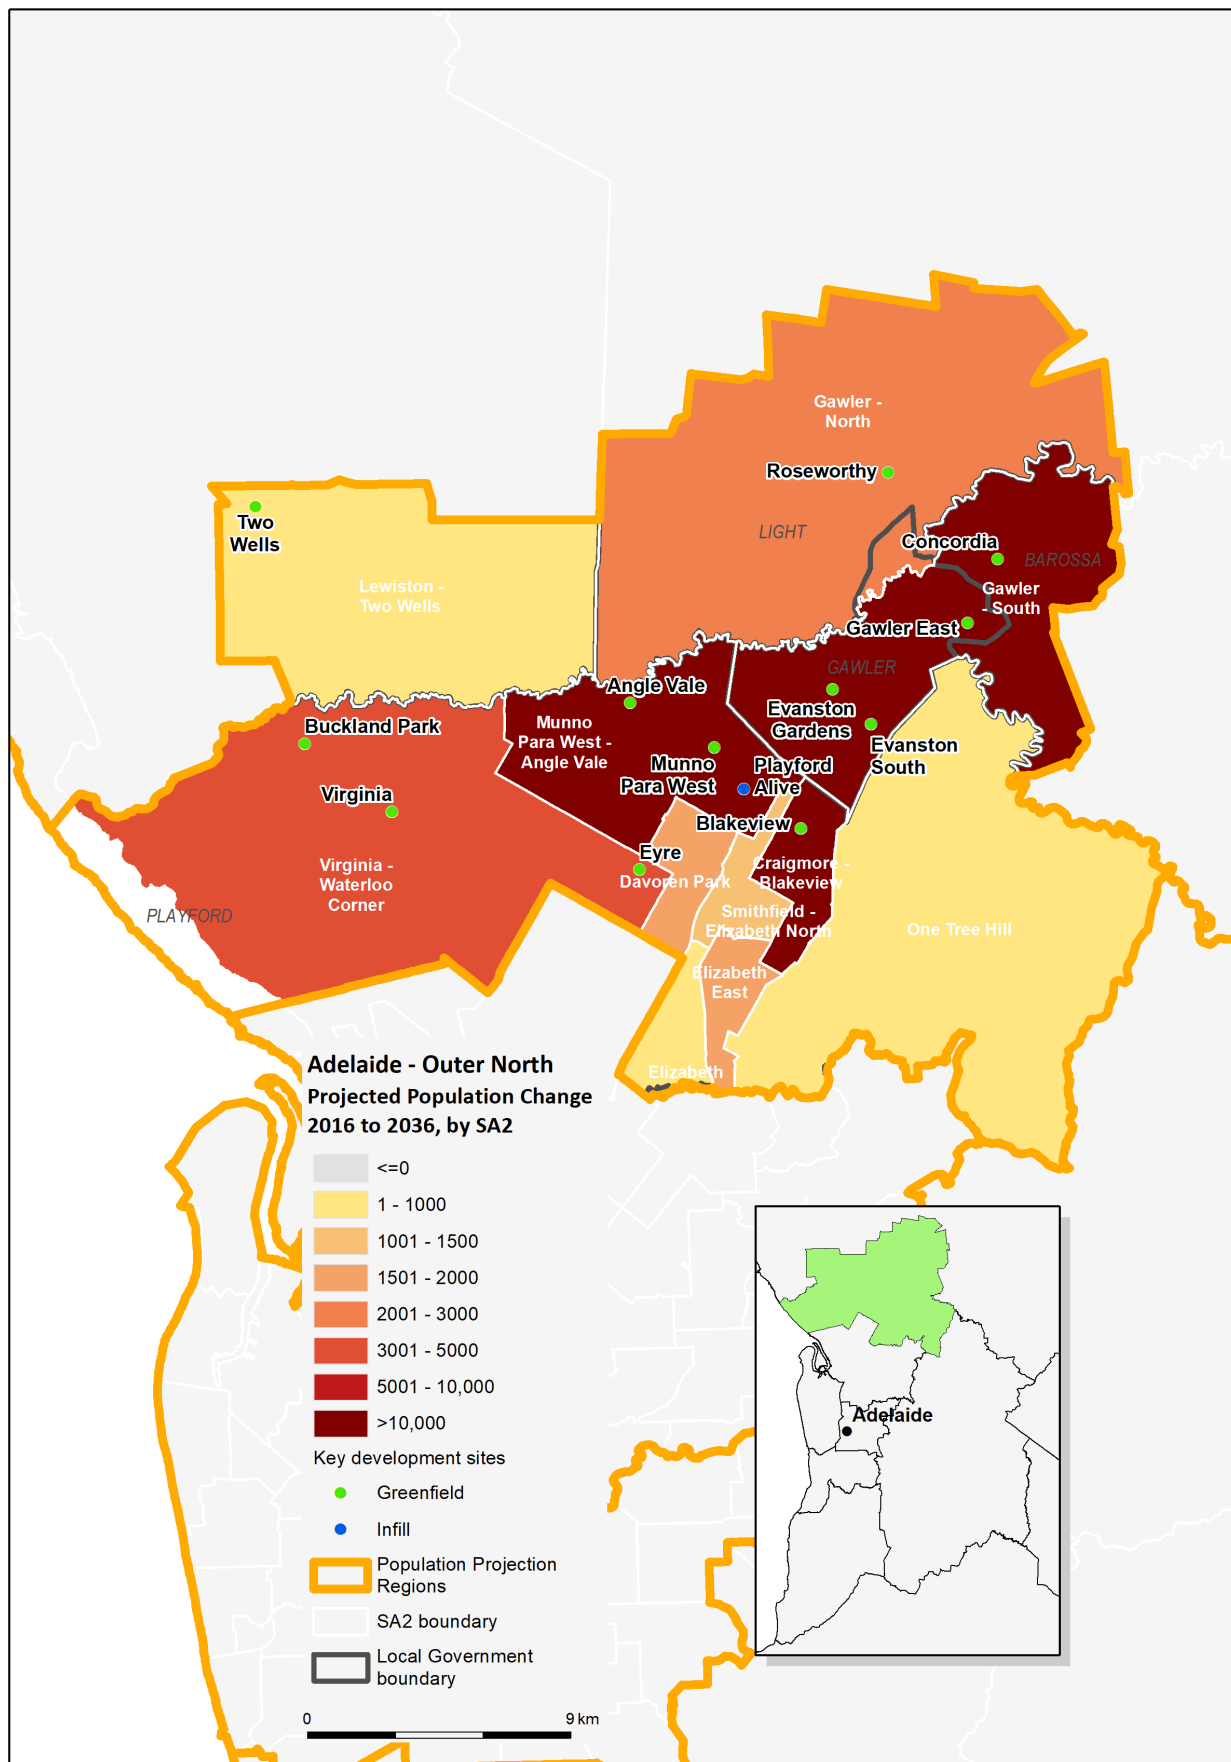 Gawler -
North
Roseworthy
Two
Wells
LIGHT
Concordia
BAROSSA
Lewiston -
Two Wells
Gawler
- South
Gawler East
GAWLER
Angle Vale
Evanston
Gardens
Munno
Para West -
Angle Vale
Buckland Park
Evanston
South
Munno
Para West
Playford
Alive
Virginia
Blakeview
Eyre
Craigmore -
Blakeview
Davoren Park
Virginia -
Waterloo
Corner
PLAYFORD
Smithfield -
Elizabeth North
One Tree Hill
Elizabeth
East
Elizabeth
Adelaide - Outer North
Projected Population Change
2016 to 2036, by SA2
<=0
1 - 1000
1001 - 1500
1501 - 2000
2001 - 3000
3001 - 5000
5001 - 10,000
>10,000
Key development sites
Greenfield
Infill
Population Projection
Regions
SA2 boundary
Local Government
boundary
0 9 km
Adelaide